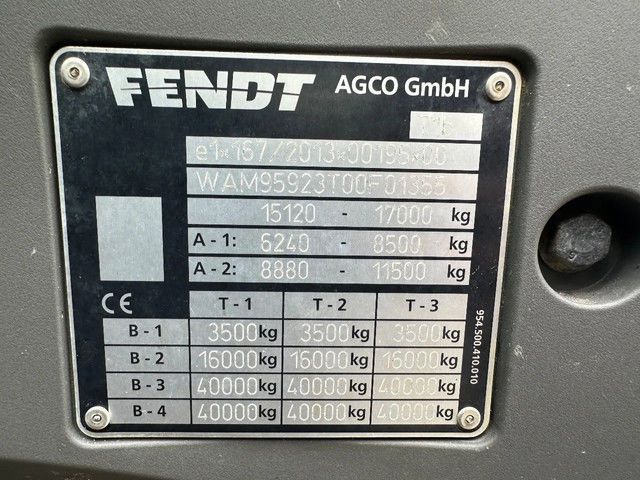 FENDT AGCO GmbH
T1b
e1*167/2013*00195*00
WAM95923T00F01355
15120 - 17000 kg
A - 1: 6240 - 8500 kg
A - 2: 8880 - 11500 kg
CE T - 1 T - 2 T - 3
B - 1 3500 kg 3500 kg 3500 kg
B - 2 16000 kg 16000 kg 16000 kg
B - 3 40000 kg 40000 kg 40000 kg
B - 4 40000 kg 40000 kg 40000 kg
954.500.410.010